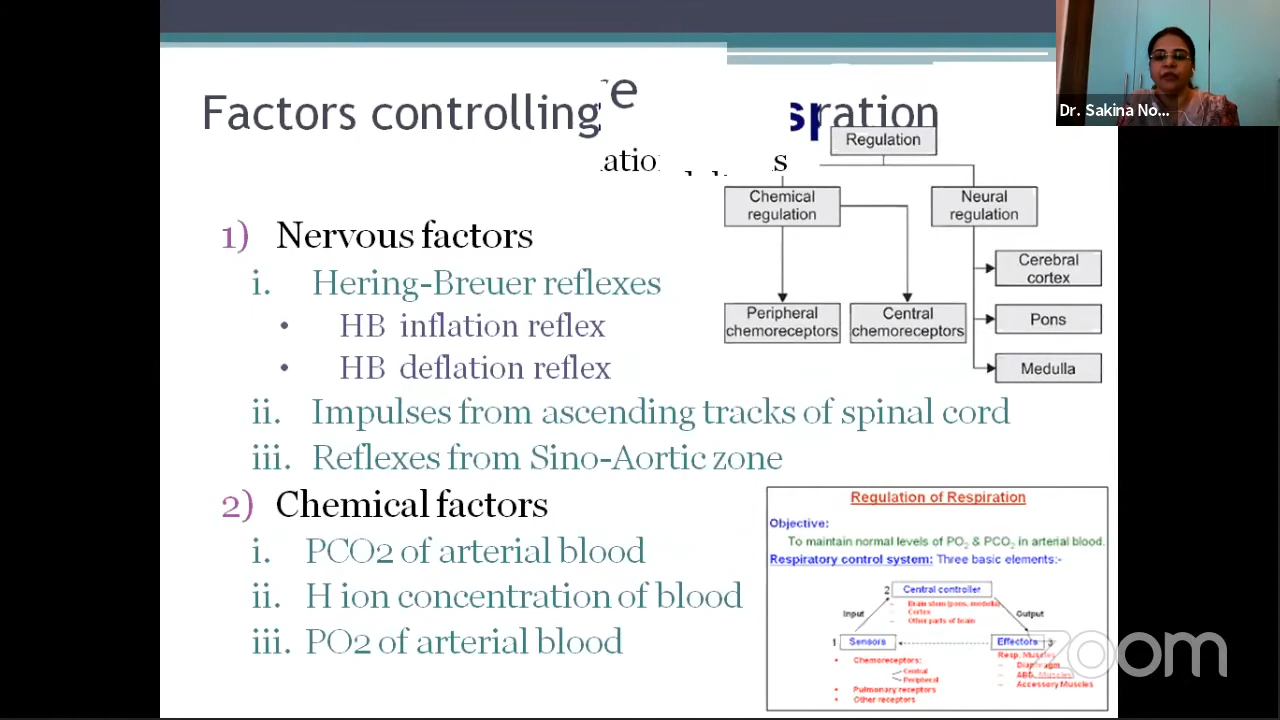 Factors controlling
spiration
ation
s
1) Nervous factors
i. Hering-Breuer reflexes
• HB inflation reflex
• HB deflation reflex
ii. Impulses from ascending tracks of spinal cord
iii. Reflexes from Sino-Aortic zone
2) Chemical factors
i. PCO2 of arterial blood
ii. H ion concentration of blood
iii. PO2 of arterial blood
Regulation
Chemical
regulation
Neural
regulation
Peripheral
chemoreceptors
Central
chemoreceptors
Cerebral
cortex
Pons
Medulla
Regulation of Respiration
Objective:
To maintain normal levels of PO2 & PCO2 in arterial blood.
Respiratory control system: Three basic elements:-
2 Central controller
– Brain stem (pons, medulla)
– Cortex
– Other parts of brain
Input
Output
1 Sensors
Effectors 3
• Chemoreceptors:
Central
Peripheral
• Pulmonary receptors
• Other receptors
Resp. Muscles
– Diaphragm
– ABD. Muscles
– Accessory Muscles
Dr. Sakina No...
zoom